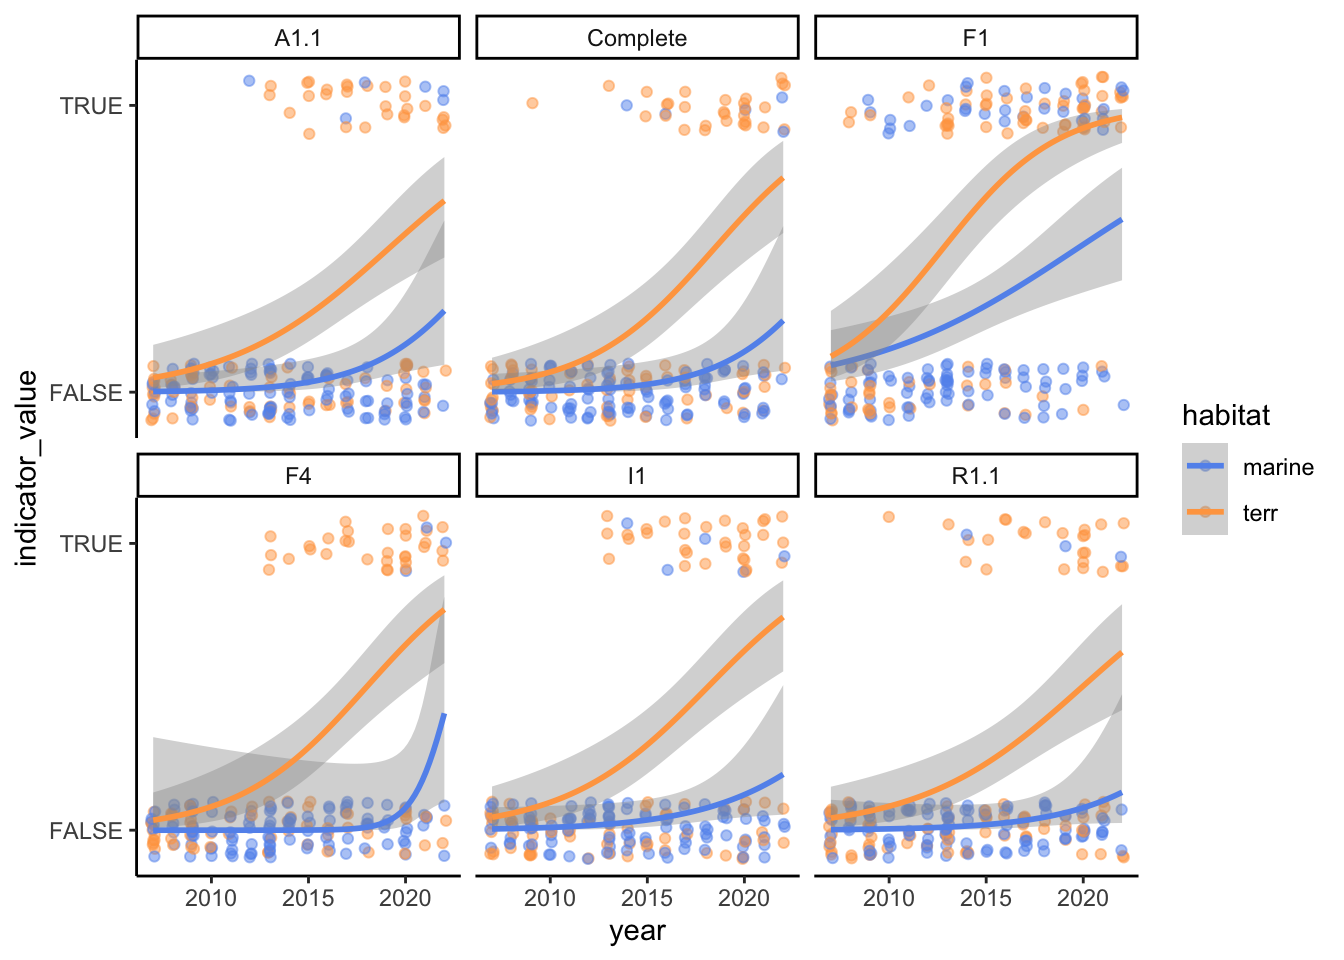 A1.1 Complete F1
TRUE
FALSE
F4 I1 R1.1
TRUE
FALSE
2010 2015 2020 2010 2015 2020 2010 2015 2020
year
indicator_value
habitat
marine
terr